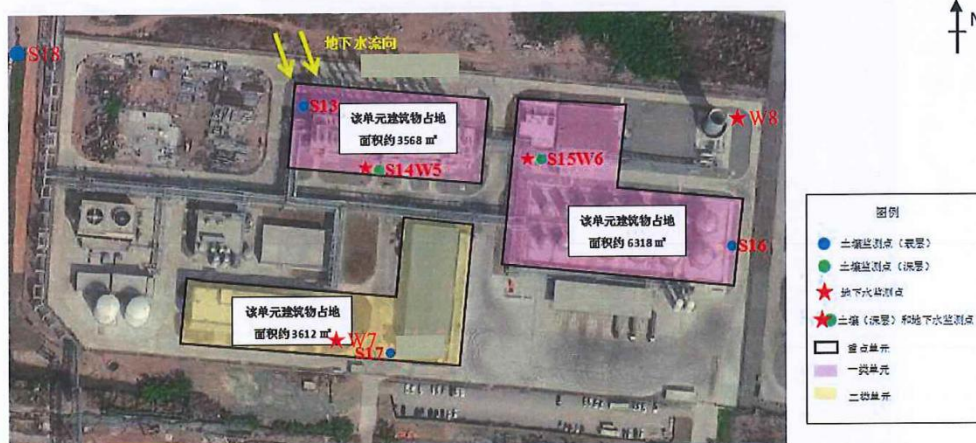 N
地下水流向
S18
S13
该单元建筑物占地
面积约 3568 ㎡
W8
S14W5
S15W6
该单元建筑物占地
面积约 6318 ㎡
S16
该单元建筑物占地
面积约 3612 ㎡
W7
S17
图例
土壤监测点（表层）
土壤监测点（深层）
地下水监测点
土壤（深层）和地下水监测点
重点单元
一类单元
二类单元